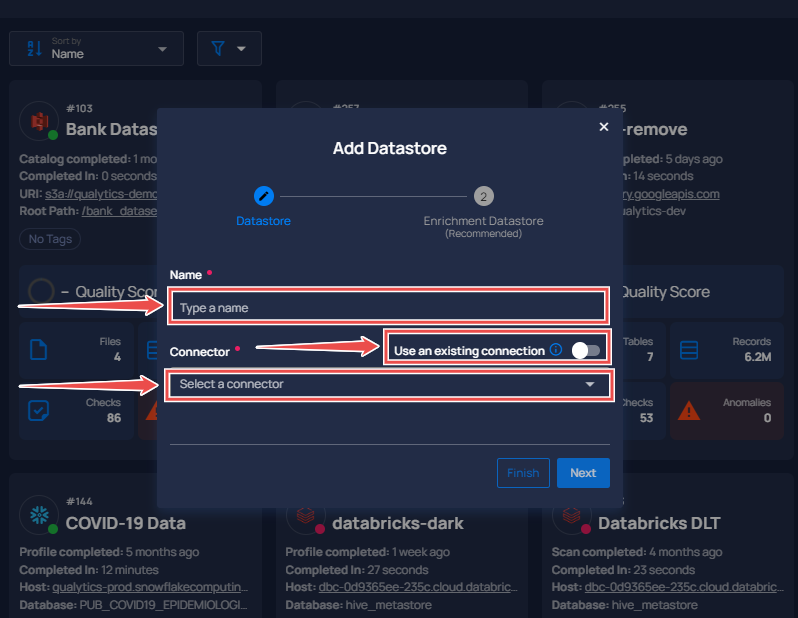 Sort by
Name
#103
Bank Datas
Catalog completed: 1 mo
Completed In: 0 seconds
URI: s3a://qualytics-demo
Root Path: /bank_datase
No Tags
– Quality Scor
Files
4
Checks
86
#255
-remove
pleted: 5 days ago
n: 14 seconds
ry.googleapis.com
ualytics-dev
Quality Score
Tables
7
Records
6.2M
Checks
53
Anomalies
0
Add Datastore
Datastore
2
Enrichment Datastore
(Recommended)
Name *
Type a name
Connector *
Use an existing connection
Select a connector
Finish
Next
#144
COVID-19 Data
Profile completed: 5 months ago
Completed In: 12 minutes
Host: qualytics-prod.snowflakecomputin...
Database: PUB_COVID19_EPIDEMIOLOGI...
databricks-dark
Profile completed: 1 week ago
Completed In: 27 seconds
Host: dbc-0d9365ee-235c.cloud.databric...
Database: hive_metastore
Databricks DLT
Scan completed: 4 months ago
Completed In: 23 seconds
Host: dbc-0d9365ee-235c.cloud.databric...
Database: hive_metastore